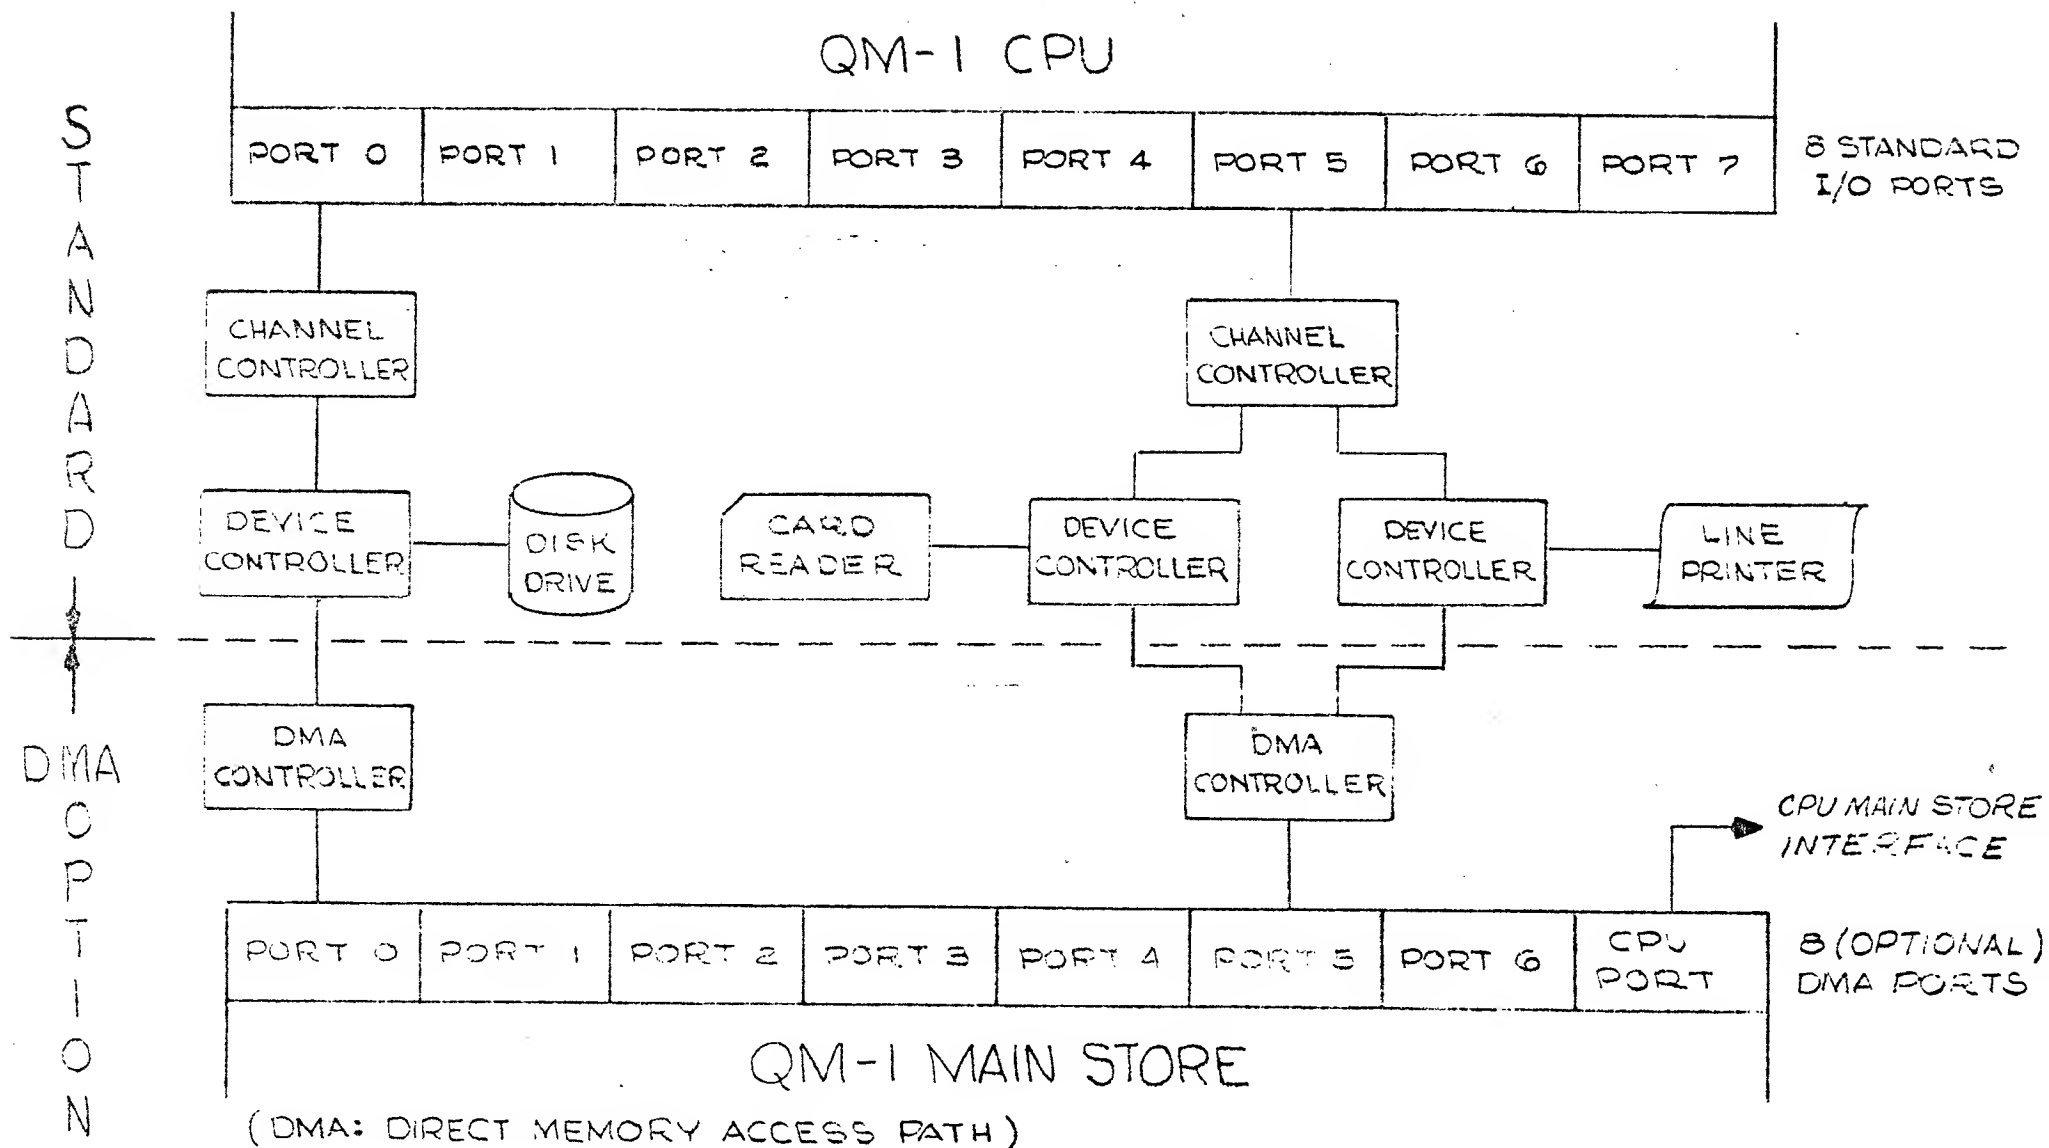 QM-1 CPU
PORT 0
PORT 1
PORT 2
PORT 3
PORT 4
PORT 5
PORT 6
PORT 7
8 STANDARD
I/O PORTS
STANDARD
CHANNEL
CONTROLLER
CHANNEL
CONTROLLER
DEVICE
CONTROLLER
DISK
DRIVE
CARD
READER
DEVICE
CONTROLLER
DEVICE
CONTROLLER
LINE
PRINTER
DMA
OPTION
DMA
CONTROLLER
DMA
CONTROLLER
CPU MAIN STORE
INTERFACE
PORT 0
PORT 1
PORT 2
PORT 3
PORT 4
PORT 5
PORT 6
CPU
PORT
8 (OPTIONAL)
DMA PORTS
QM-1 MAIN STORE
(DMA: DIRECT MEMORY ACCESS PATH)